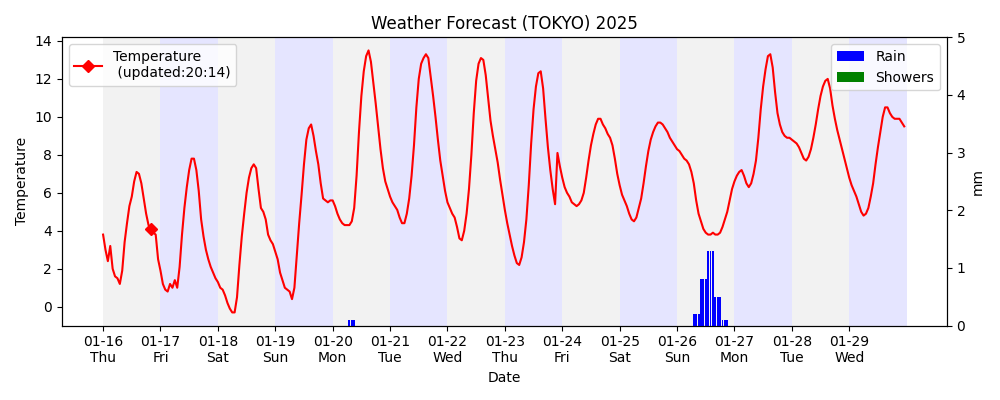 Weather Forecast (TOKYO) 2025
Temperature
(updated:20:14)
Rain
Showers
Temperature
14
12
10
8
6
4
2
0
5
4
3
2
1
0
mm
01-16 01-17 01-18 01-19 01-20 01-21 01-22 01-23 01-24 01-25 01-26 01-27 01-28 01-29
Thu Fri Sat Sun Mon Tue Wed Thu Fri Sat Sun Mon Tue Wed
Date